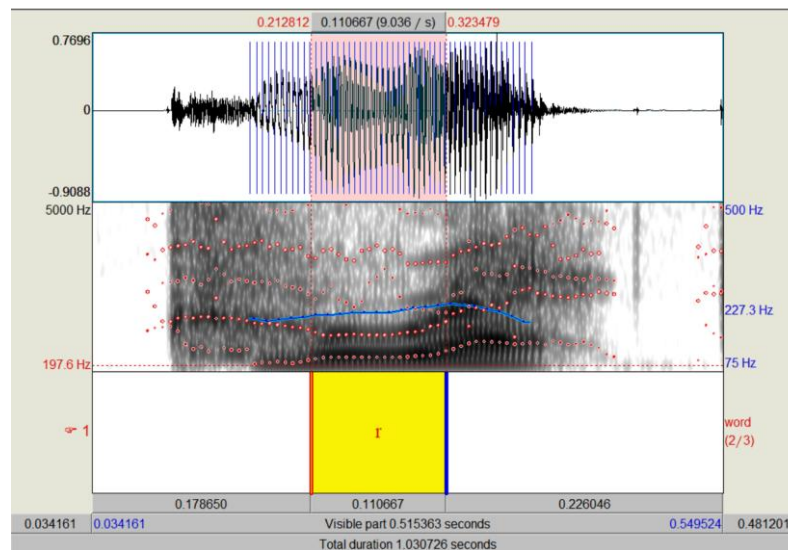 0.212812 0.110667 (9.036 / s) 0.323479
0.7696
0
-0.9088
5000 Hz 500 Hz
227.3 Hz
197.6 Hz 75 Hz
☞ 1 r word
(2/3)
0.178650 0.110667 0.226046
0.034161 0.034161 Visible part 0.515363 seconds 0.549524 0.481201
Total duration 1.030726 seconds